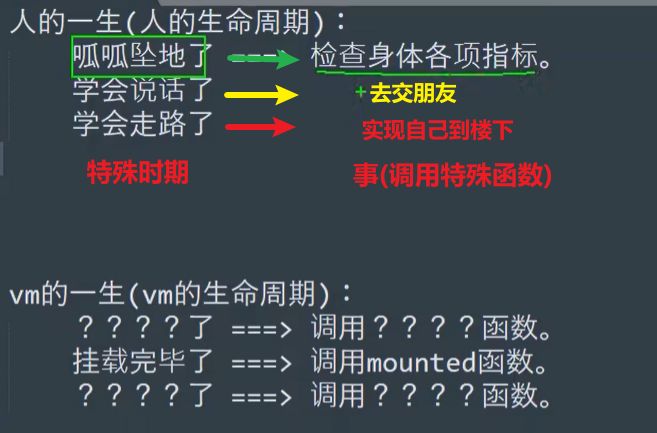 人的一生(人的生命周期)：
呱呱坠地了 ===> 检查身体各项指标。
学会说话了 +去交朋友
学会走路了 实现自己到楼下
特殊时期 事(调用特殊函数)
vm的一生(vm的生命周期)：
？？？？了 ===> 调用？？？？函数。
挂载完毕了 ===> 调用mounted函数。
？？？？了 ===> 调用？？？？函数。